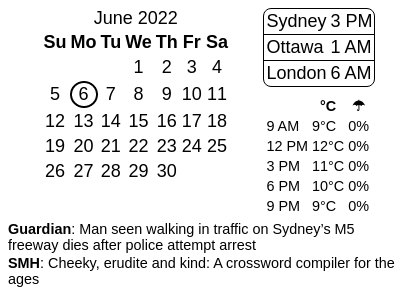 June 2022
Su Mo Tu We Th Fr Sa
1 2 3 4
5 6 7 8 9 10 11
12 13 14 15 16 17 18
19 20 21 22 23 24 25
26 27 28 29 30
Sydney 3 PM
Ottawa 1 AM
London 6 AM
°C ☂
9 AM 9°C 0%
12 PM 12°C 0%
3 PM 11°C 0%
6 PM 10°C 0%
9 PM 9°C 0%
Guardian: Man seen walking in traffic on Sydney’s M5
freeway dies after police attempt arrest
SMH: Cheeky, erudite and kind: A crossword compiler for the
ages